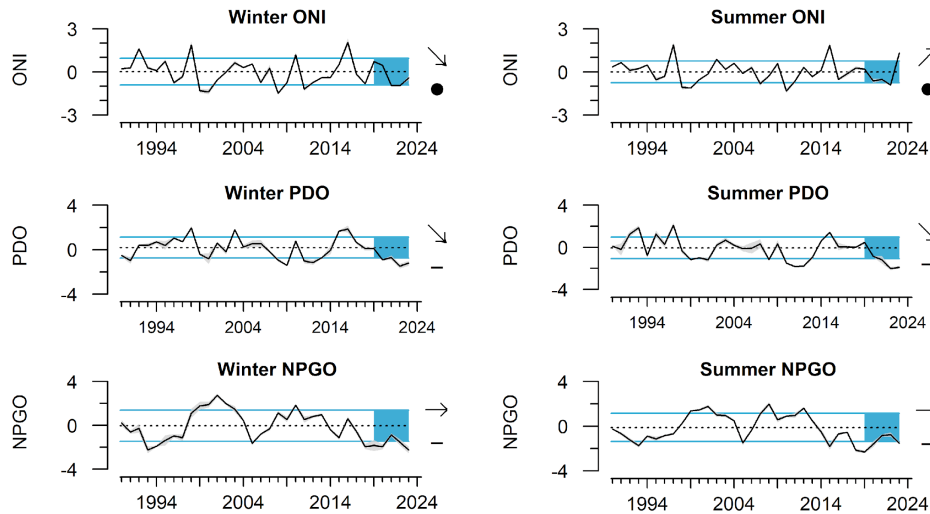 Winter ONI
ONI
3
0
-3
1994 2004 2014 2024
Summer ONI
ONI
3
0
-3
1994 2004 2014 2024
Winter PDO
PDO
4
0
-4
1994 2004 2014 2024
Summer PDO
PDO
4
0
-4
1994 2004 2014 2024
Winter NPGO
NPGO
4
0
-4
1994 2004 2014 2024
Summer NPGO
NPGO
4
0
-4
1994 2004 2014 2024